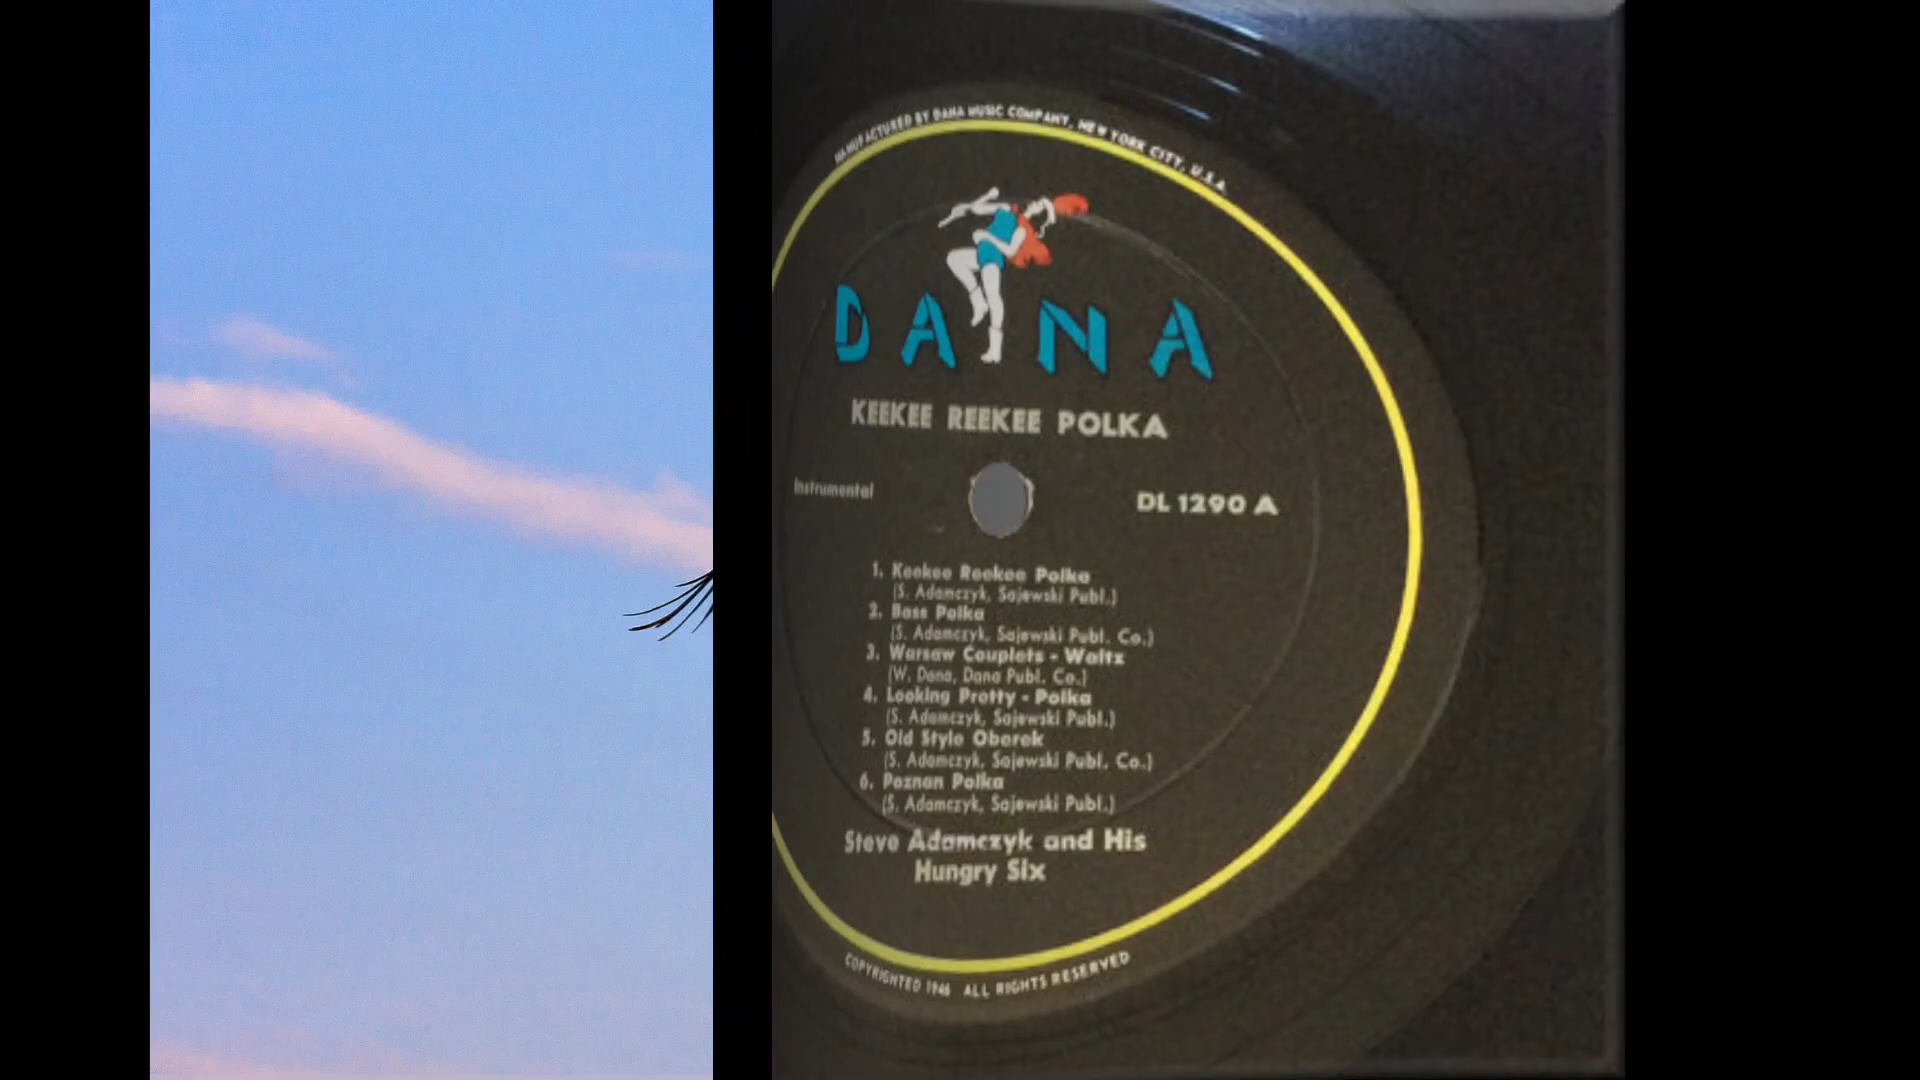 MANUFACTURED BY DANA MUSIC COMPANY, NEW YORK CITY, U.S.A.
DANA
KEEKEE REEKEE POLKA
Instrumental
DL 1290 A
1. Keekee Reekee Polka
(S. Adamczyk, Sajewski Publ.)
2. Bass Polka
(S. Adamczyk, Sajewski Publ. Co.)
3. Warsaw Couplets - Waltz
(W. Dana, Dana Publ. Co.)
4. Looking Pretty - Polka
(S. Adamczyk, Sajewski Publ.)
5. Old Style Oberek
(S. Adamczyk, Sajewski Publ. Co.)
6. Poznan Polka
(S. Adamczyk, Sajewski Publ.)
Steve Adamczyk and His
Hungry Six
COPYRIGHTED 1946 ALL RIGHTS RESERVED